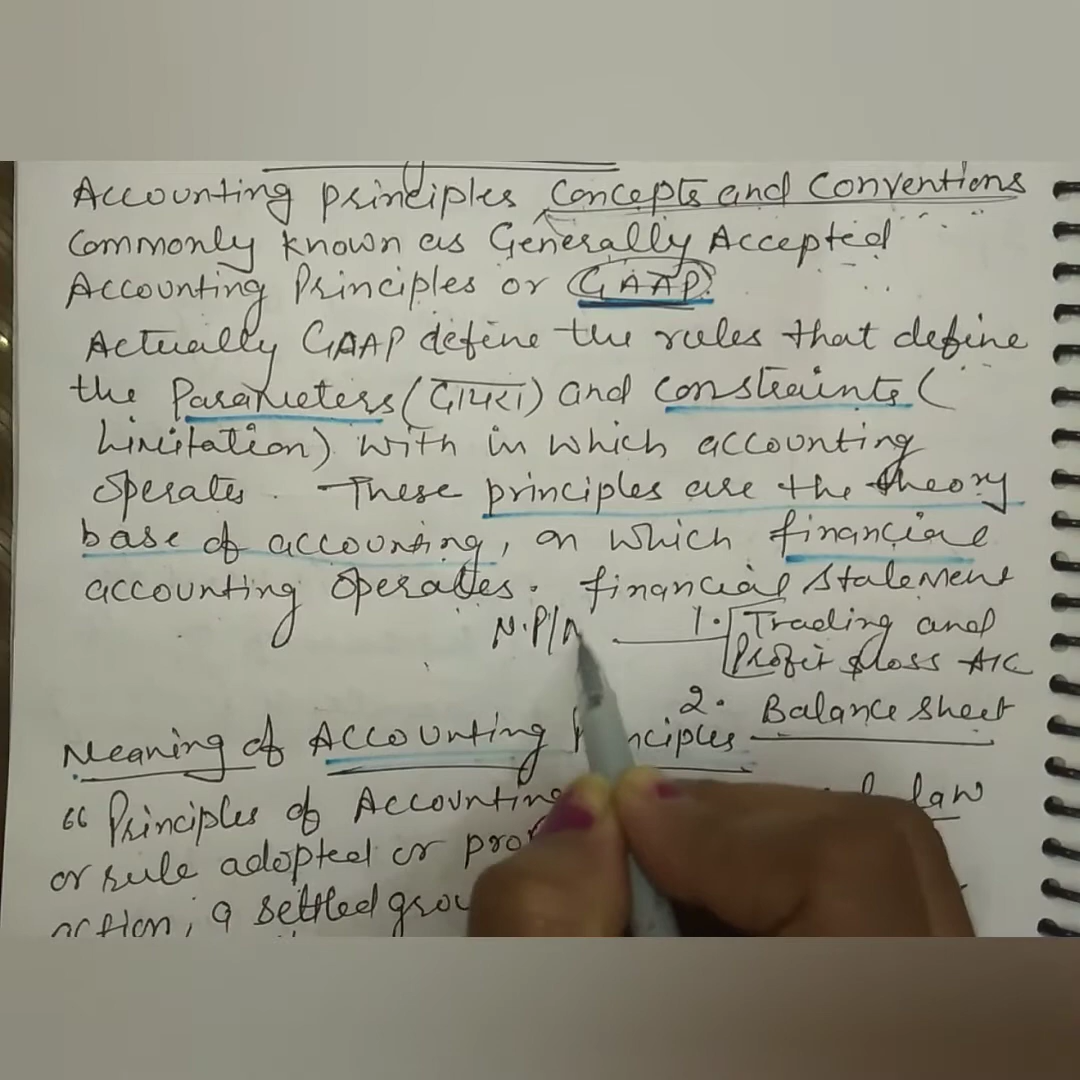 Accounting principles Concepts and Conventions
Commonly known as Generally Accepted
Accounting Principles or GAAP.
Actually GAAP define the rules that define
the Parameters (दायरा) and constraints (
Limitation) with in which accounting
operates. These principles are the theory
base of accounting, on which financial
accounting operates. financial statement
N.P/ 1. Trading and
Profit & Loss A/C
2. Balance sheet
Meaning of Accounting
"Principles of Accounting law
or rule adopted or
action, a settled